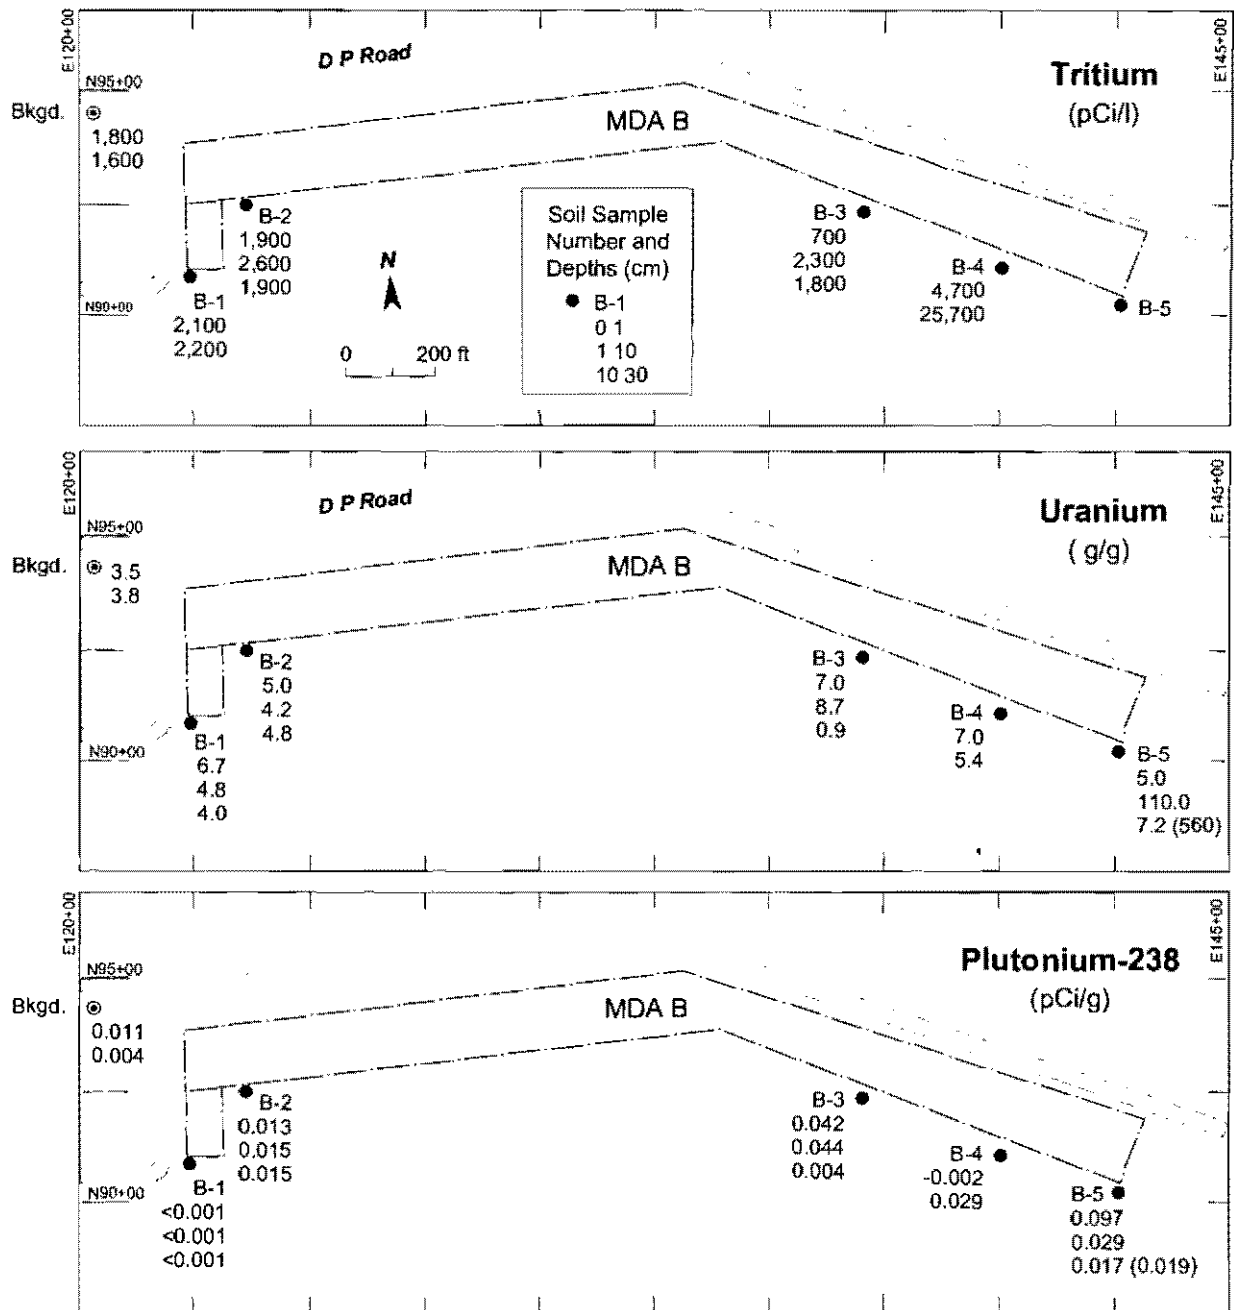 E120+00
E145+00
D P Road
Tritium
(pCi/l)
N95+00
Bkgd.
1,800
1,600
MDA B
B-2
1,900
2,600
1,900
B-1
2,100
2,200
N
0 200 ft
N90+00
Soil Sample
Number and
Depths (cm)
B-1
0 1
1 10
10 30
B-3
700
2,300
1,800
B-4
4,700
25,700
B-5
E120+00
E145+00
D P Road
Uranium
( g/g)
N95+00
Bkgd.
3.5
3.8
MDA B
B-2
5.0
4.2
4.8
B-1
6.7
4.8
4.0
N90+00
B-3
7.0
8.7
0.9
B-4
7.0
5.4
B-5
5.0
110.0
7.2 (560)
E120+00
E145+00
Plutonium-238
(pCi/g)
N95+00
Bkgd.
0.011
0.004
MDA B
B-2
0.013
0.015
0.015
B-1
<0.001
<0.001
<0.001
N90+00
B-3
0.042
0.044
0.004
B-4
-0.002
0.029
B-5
0.097
0.029
0.017 (0.019)